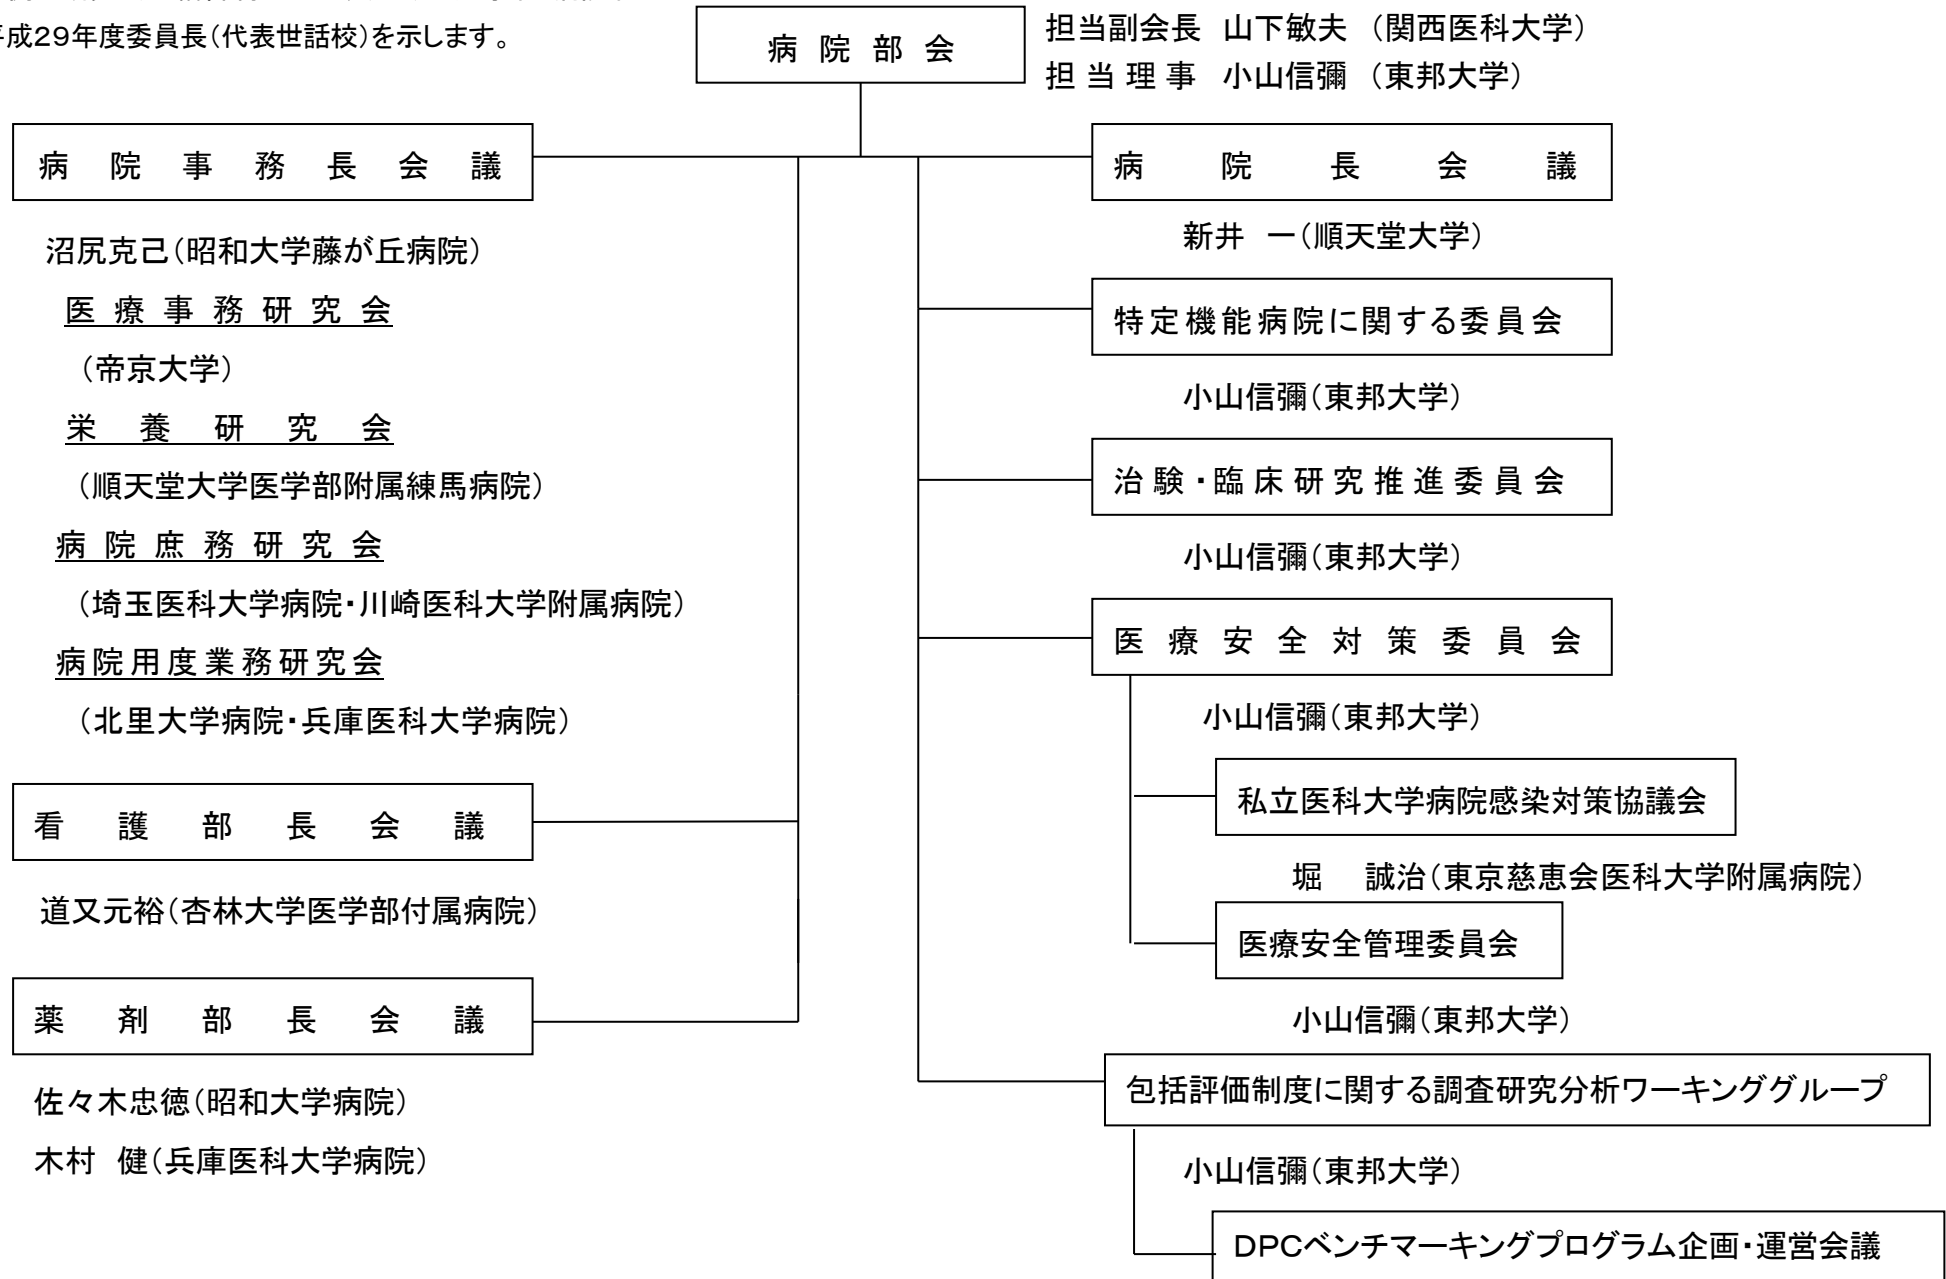 平成29年度委員長(代表世話校)を示します。
病院部会
担当副会長 山下敏夫 (関西医科大学)
担当理事 小山信彌 (東邦大学)
病院事務長会議
沼尻克己(昭和大学藤が丘病院)
医療事務研究会
(帝京大学)
栄養研究会
(順天堂大学医学部附属練馬病院)
病院庶務研究会
(埼玉医科大学病院・川崎医科大学附属病院)
病院用度業務研究会
(北里大学病院・兵庫医科大学病院)
看護部長会議
道又元裕(杏林大学医学部付属病院)
薬剤部長会議
佐々木忠徳(昭和大学病院)
木村 健(兵庫医科大学病院)
病院長会議
新井 一(順天堂大学)
特定機能病院に関する委員会
小山信彌(東邦大学)
治験・臨床研究推進委員会
小山信彌(東邦大学)
医療安全対策委員会
小山信彌(東邦大学)
私立医科大学病院感染対策協議会
堀 誠治(東京慈恵会医科大学附属病院)
医療安全管理委員会
小山信彌(東邦大学)
包括評価制度に関する調査研究分析ワーキンググループ
小山信彌(東邦大学)
DPCベンチマーキングプログラム企画・運営会議